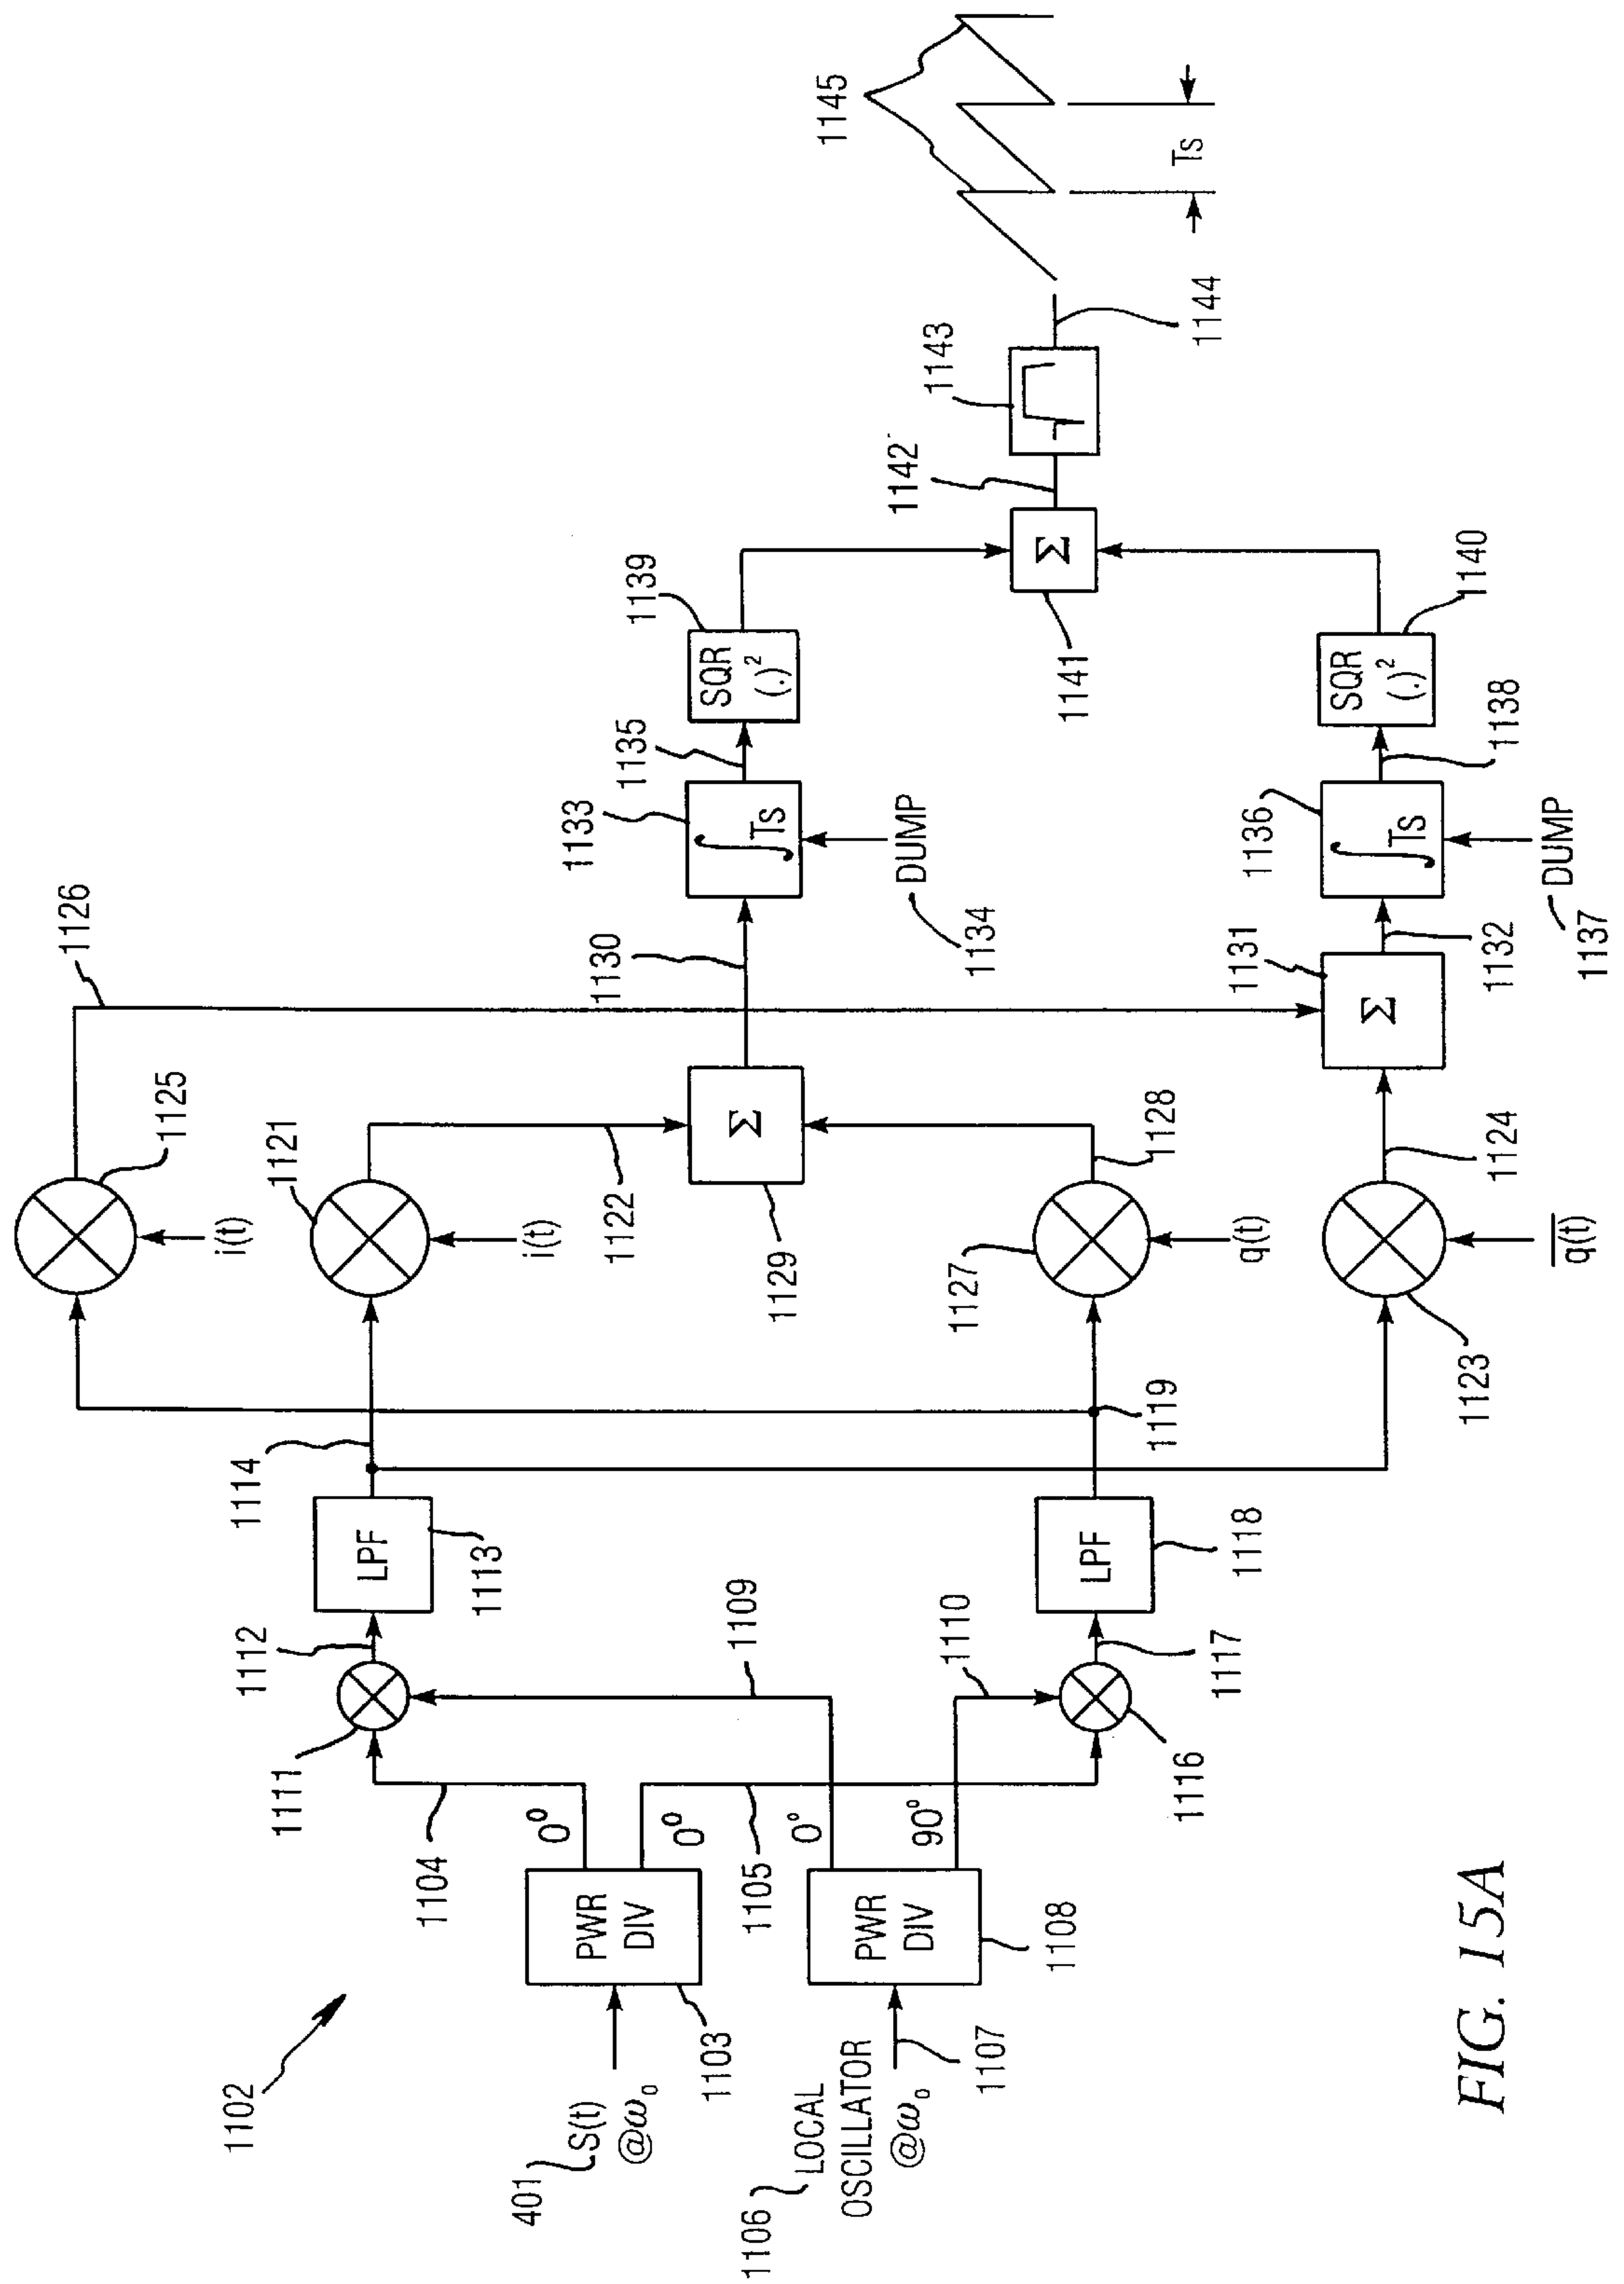 1102
401
S(t)
@ω₀
1103
PWR
DIV
0°
0°
1104
1105
1106
LOCAL
OSCILLATOR
@ω₀
1107
PWR
DIV
1108
0°
90°
1109
1110
1111
1112
LPF
1113
1114
1116
1117
LPF
1118
1119
1125
i(t)
1126
1121
i(t)
1122
Σ
1129
1127
q(t)
1128
1123
q̅(̅t̅)̅
1124
1130
Σ
1131
1132
∫Ts
1133
DUMP
1134
1135
∫Ts
1136
DUMP
1137
1138
SQR
(.)²
1139
SQR
(.)²
1140
Σ
1141
1142
1143
1144
1145
Ts
FIG. 15A